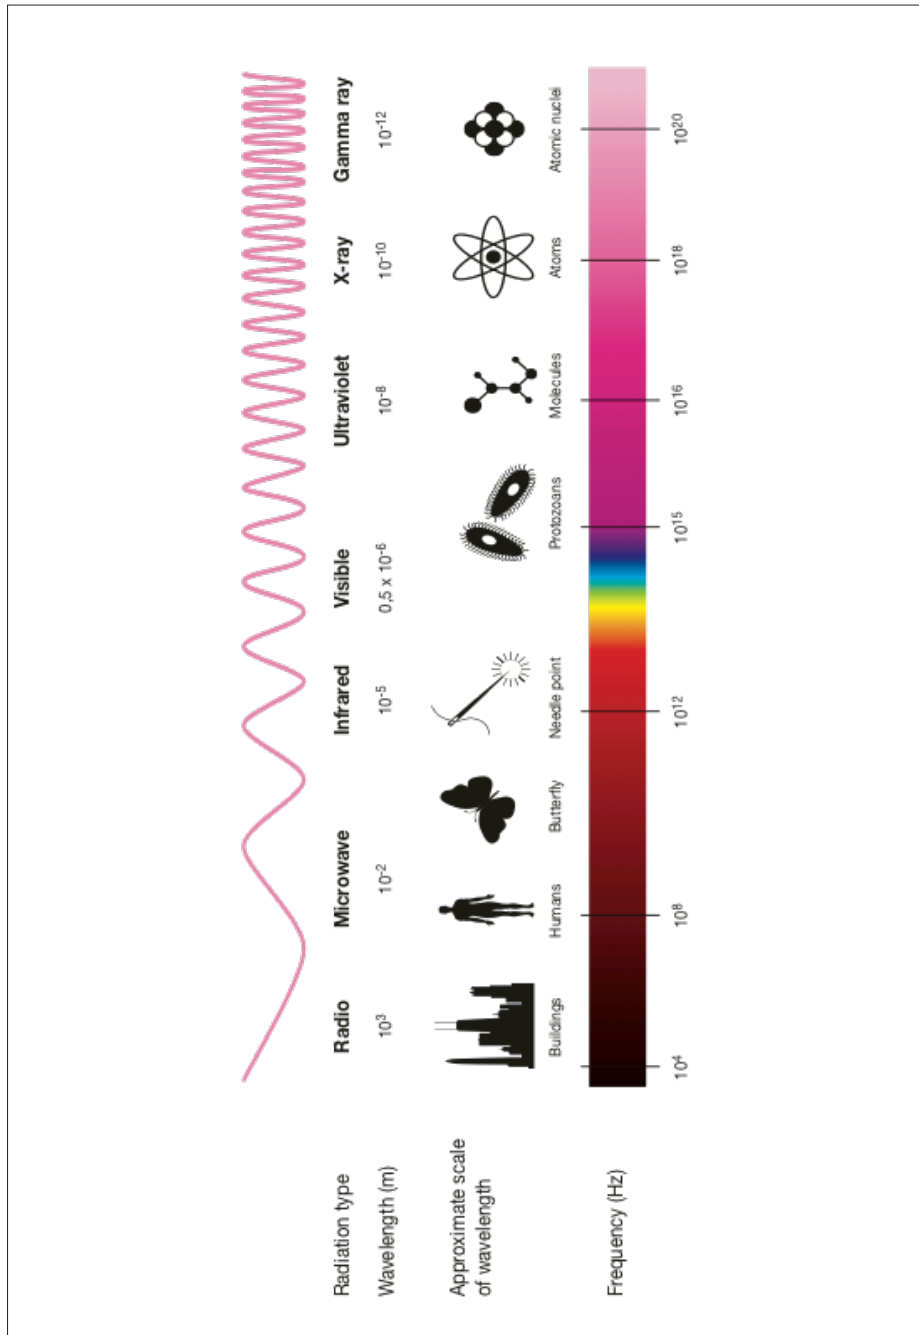 Radiation type
Radio Microwave Infrared Visible Ultraviolet X-ray Gamma ray
Wavelength (m)
10³ 10⁻² 10⁻⁵ 0,5 x 10⁻⁶ 10⁻⁸ 10⁻¹⁰ 10⁻¹²
Approximate scale
of wavelength
Buildings Humans Butterfly Needle point Protozoans Molecules Atoms Atomic nuclei
Frequency (Hz)
10⁴ 10⁸ 10¹² 10¹⁵ 10¹⁶ 10¹⁸ 10²⁰